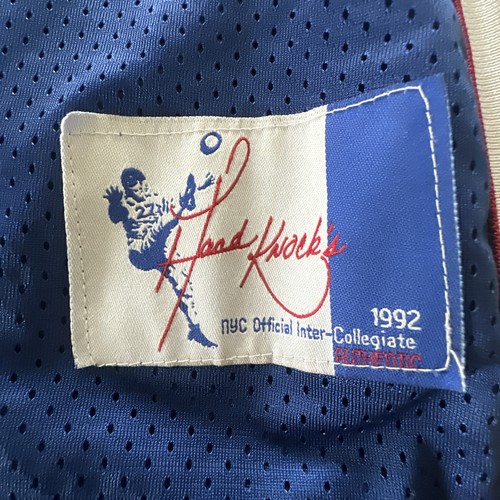 Hard Knock's
1992
NYC Official Inter-Collegiate
AUTHENTIC